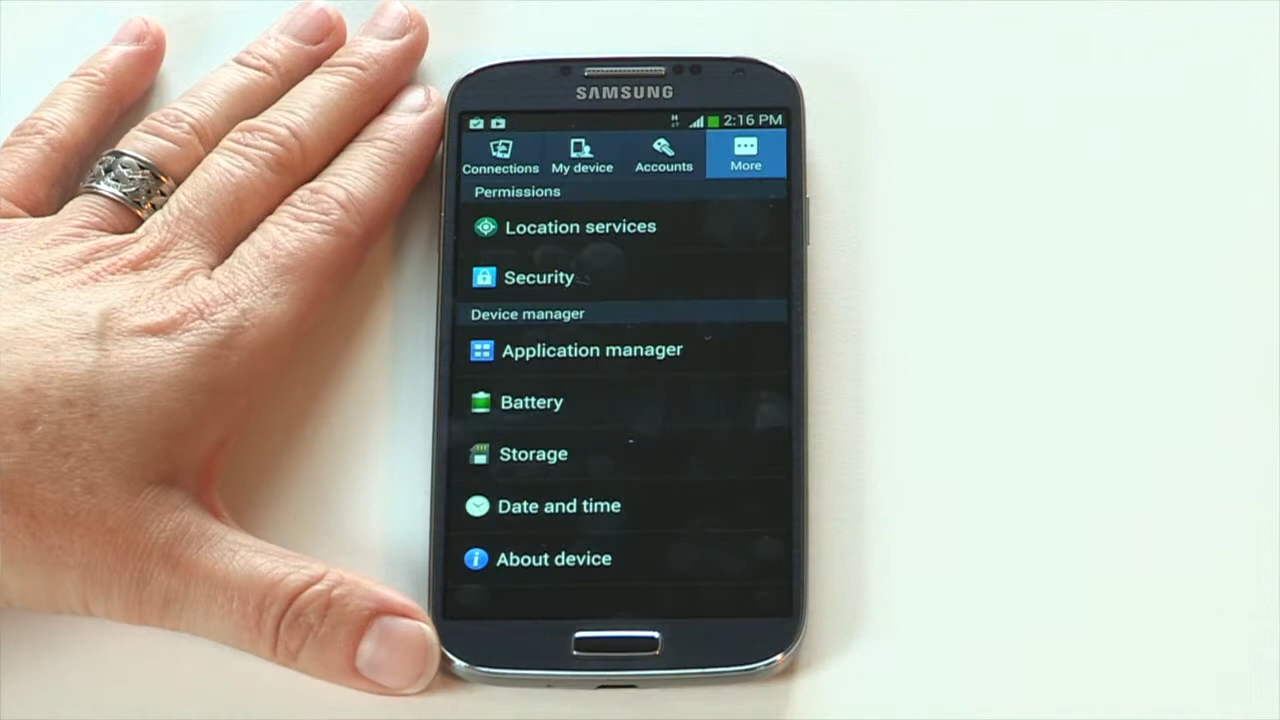 SAMSUNG
2:16 PM
Connections My device Accounts More
Permissions
Location services
Security
Device manager
Application manager
Battery
Storage
Date and time
About device